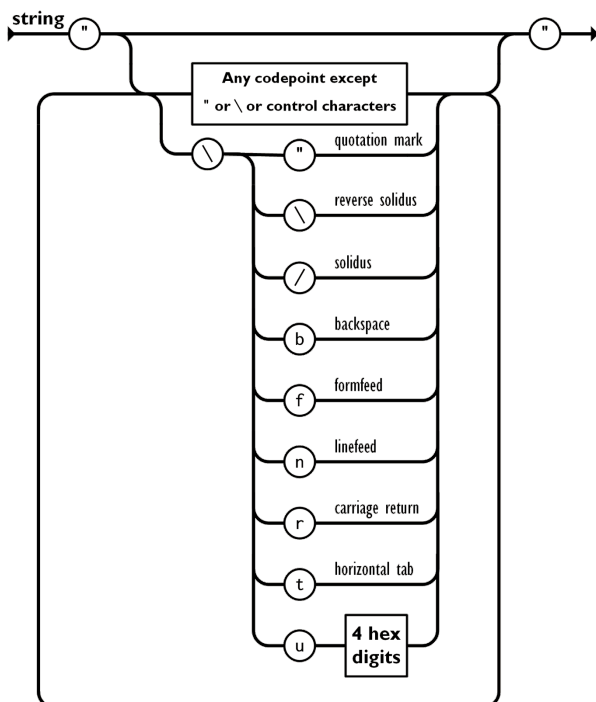 string
" "
Any codepoint except
" or \ or control characters
\ " quotation mark
\ reverse solidus
/ solidus
b backspace
f formfeed
n linefeed
r carriage return
t horizontal tab
u 4 hex
digits